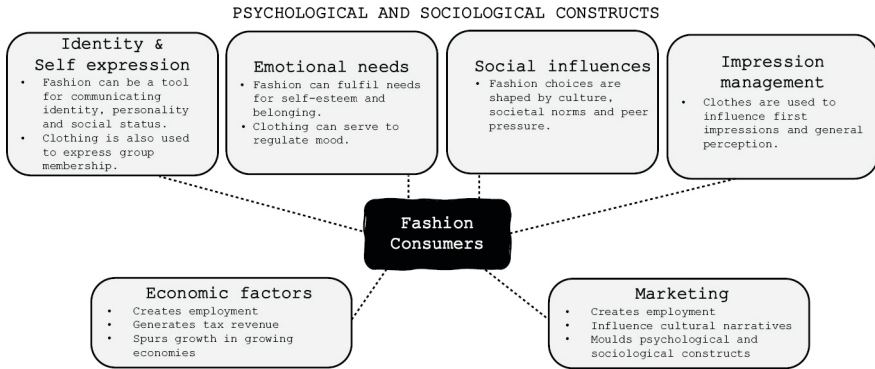 PSYCHOLOGICAL AND SOCIOLOGICAL CONSTRUCTS
Identity &
Self expression
• Fashion can be a tool
for communicating
identity, personality
and social status.
• Clothing is also used
to express group
membership.
Emotional needs
• Fashion can fulfil needs
for self-esteem and
belonging.
• Clothing can serve to
regulate mood.
Social influences
• Fashion choices are
shaped by culture,
societal norms and peer
pressure.
Impression
management
• Clothes are used to
influence first
impressions and general
perception.
Fashion
Consumers
Economic factors
• Creates employment
• Generates tax revenue
• Spurs growth in growing
economies
Marketing
• Creates employment
• Influence cultural narratives
• Moulds psychological and
sociological constructs